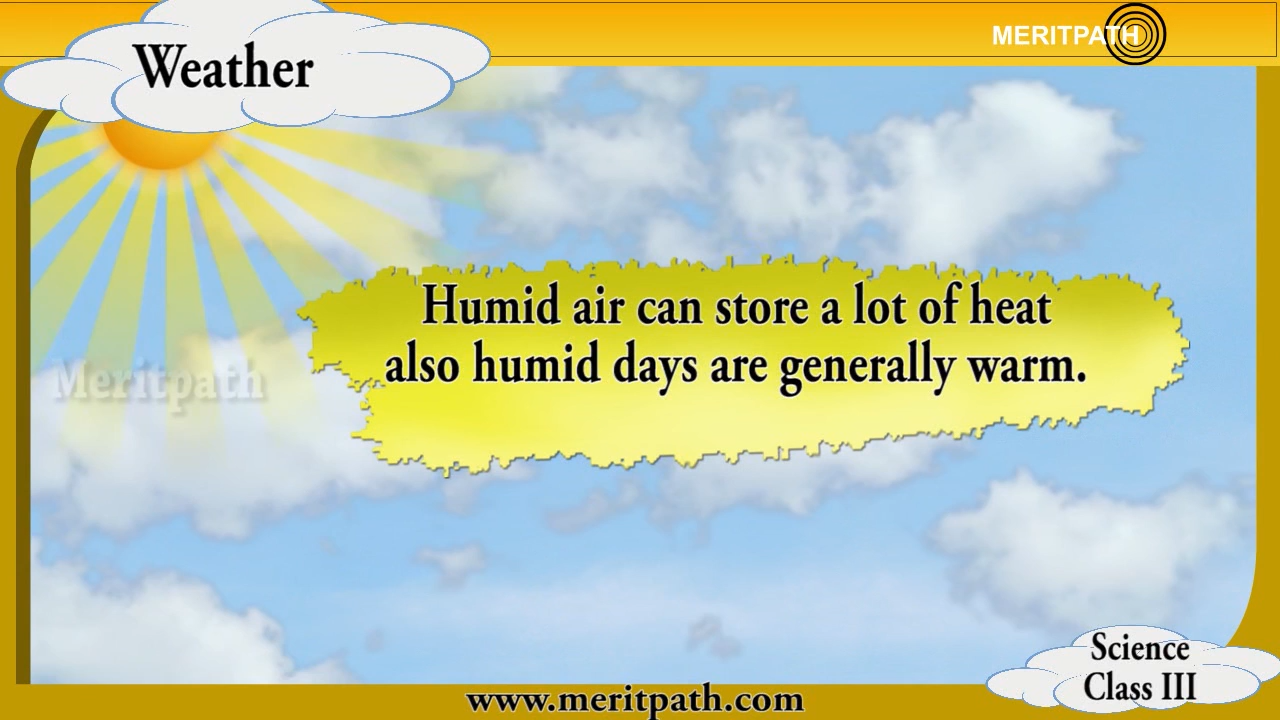 Weather
MERITPATH
Humid air can store a lot of heat
also humid days are generally warm.
Meritpath
Science
Class III
www.meritpath.com